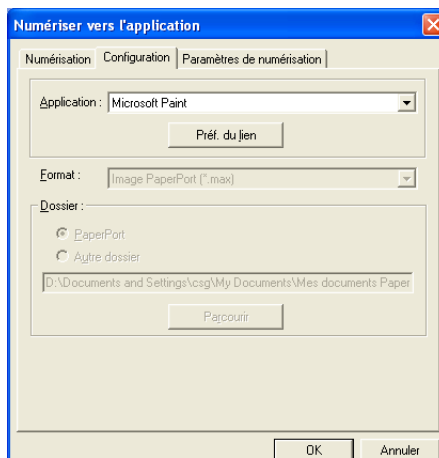 Numériser vers l'application
Numérisation Configuration Paramètres de numérisation
Application : Microsoft Paint
Préf. du lien
Format : Image PaperPort (*.max)
Dossier :
PaperPort
Autre dossier
D:\Documents and Settings\csg\My Documents\Mes documents Paper
Parcourir
OK Annuler